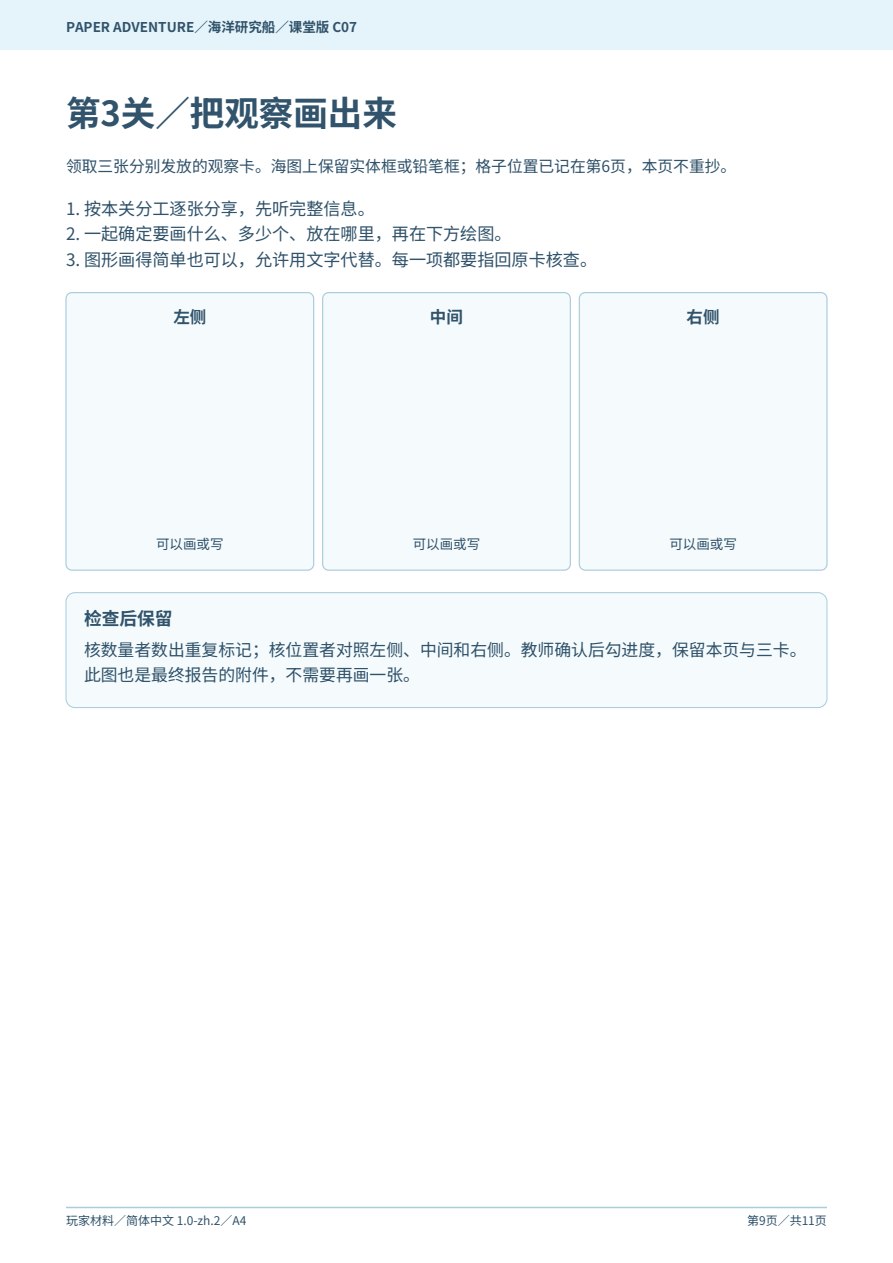 PAPER ADVENTURE／海洋研究船／课堂版 C07
第3关／把观察画出来
领取三张分别发放的观察卡。海图上保留实体框或铅笔框；格子位置已记在第6页，本页不重抄。
1. 按本关分工逐张分享，先听完整信息。
2. 一起确定要画什么、多少个、放在哪里，再在下方绘图。
3. 图形画得简单也可以，允许用文字代替。每一项都要指回原卡核查。
左侧
中间
右侧
可以画或写
可以画或写
可以画或写
检查后保留
核数量者数出重复标记；核位置者对照左侧、中间和右侧。教师确认后勾进度，保留本页与三卡。
此图也是最终报告的附件，不需要再画一张。
玩家材料／简体中文 1.0-zh.2／A4
第9页／共11页